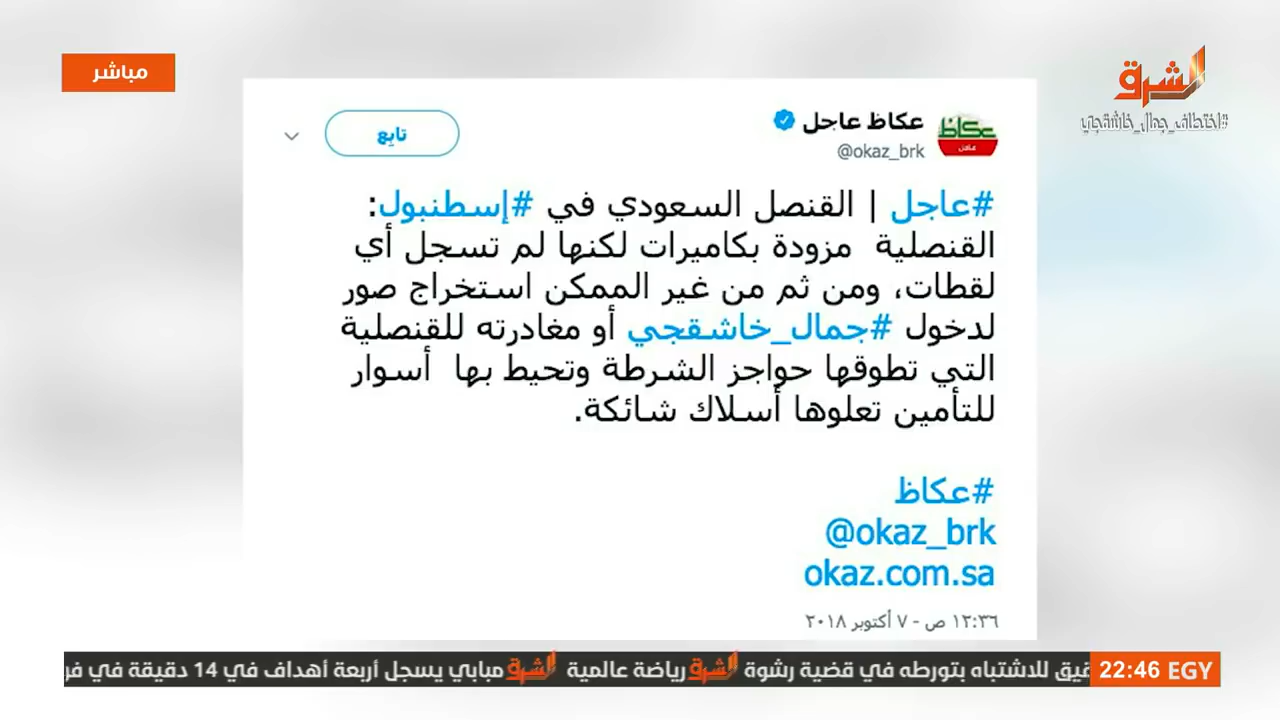 مباشر
الشرق
#اختطاف_جمال_خاشقجي
عكاظ عاجل
@okaz_brk
تابع
عكاظ
عاجل
#عاجل | القنصل السعودي في #إسطنبول:
القنصلية مزودة بكاميرات لكنها لم تسجل أي
لقطات، ومن ثم من غير الممكن استخراج صور
لدخول #جمال_خاشقجي أو مغادرته للقنصلية
التي تطوقها حواجز الشرطة وتحيط بها أسوار
للتأمين تعلوها أسلاك شائكة.
#عكاظ
@okaz_brk
okaz.com.sa
١٢:٣٦ ص - ٧ أكتوبر ٢٠١٨
22:46 EGY
للاشتباه بتورطه في قضية رشوة الشرق رياضة عالمية الشرق مبابي يسجل أربعة أهداف في 14 دقيقة في